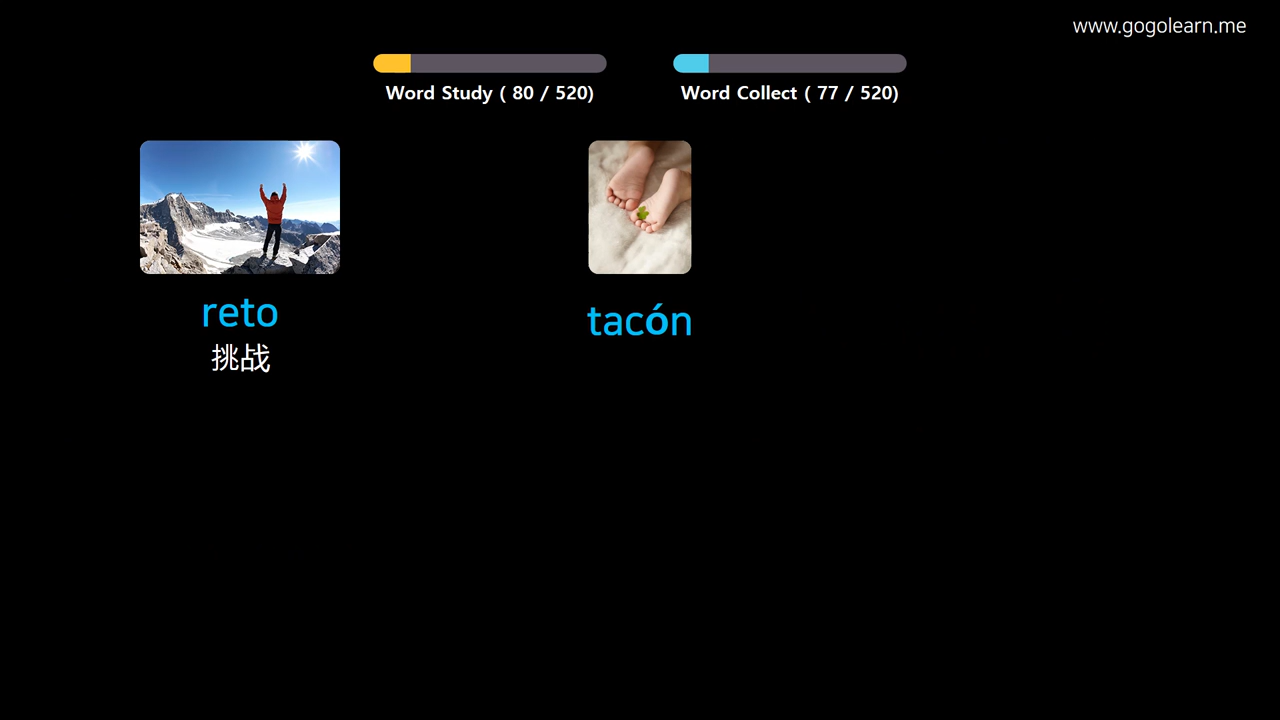 www.gogolearn.me
Word Study ( 80 / 520)
Word Collect ( 77 / 520)
reto
挑战
tacón